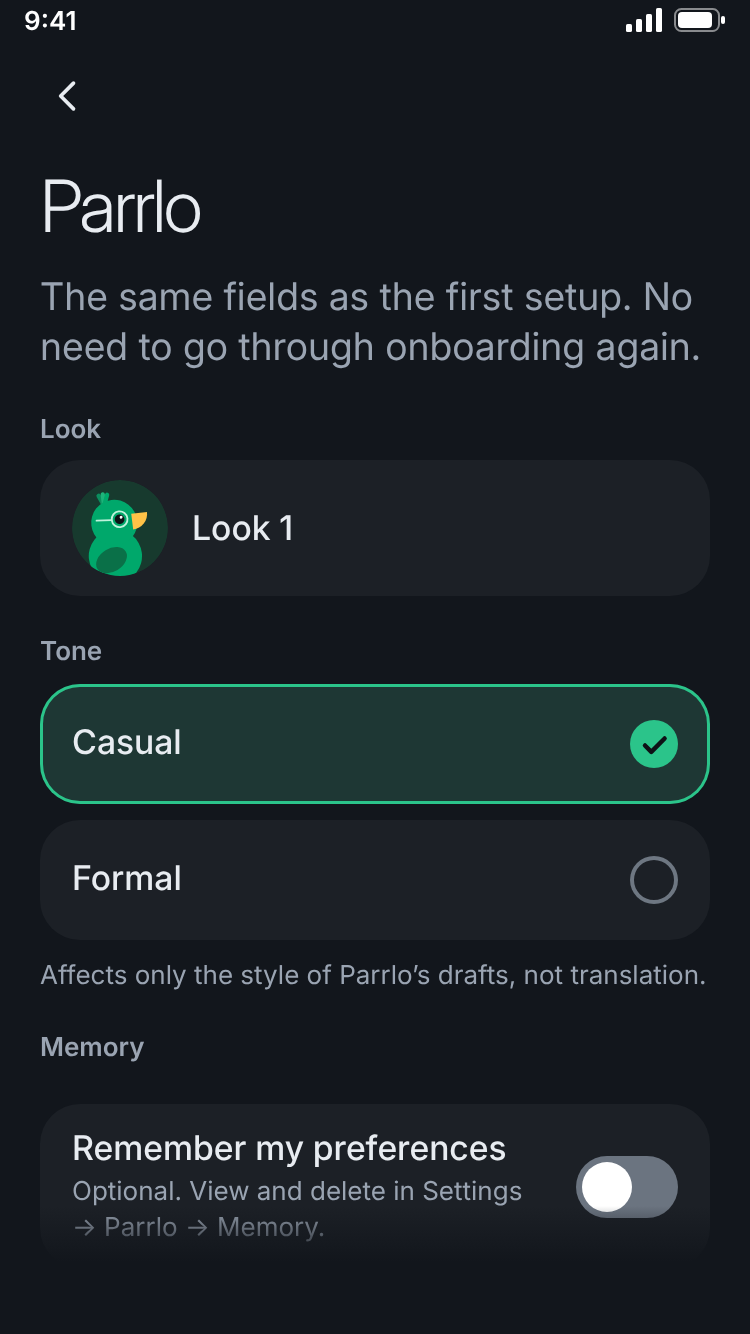 9:41
Parrlo
The same fields as the first setup. No
need to go through onboarding again.
Look
Look 1
Tone
Casual
Formal
Affects only the style of Parrlo’s drafts, not translation.
Memory
Remember my preferences
Optional. View and delete in Settings
→ Parrlo → Memory.